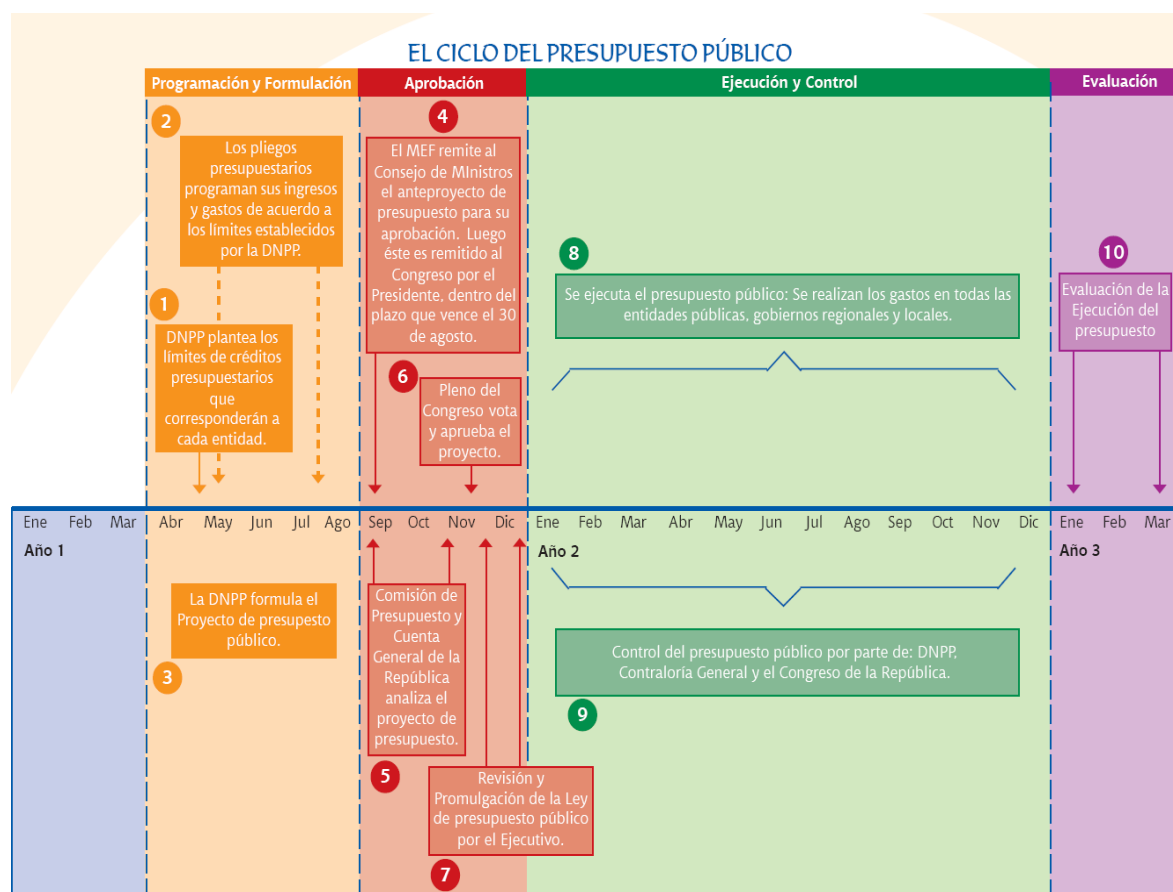 EL CICLO DEL PRESUPUESTO PÚBLICO
Programación y Formulación
Aprobación
Ejecución y Control
Evaluación
2
Los pliegos
presupuestarios
programan sus ingresos
y gastos de acuerdo a
los límites establecidos
por la DNPP.
1
DNPP plantea los
límites de créditos
presupuestarios
que
corresponderán a
cada entidad.
4
El MEF remite al
Consejo de MInistros
el anteproyecto de
presupuesto para su
aprobación. Luego
éste es remitido al
Congreso por el
Presidente, dentro del
plazo que vence el 30
de agosto.
6
Pleno del
Congreso vota
y aprueba el
proyecto.
8
Se ejecuta el presupuesto público: Se realizan los gastos en todas las
entidades públicas, gobiernos regionales y locales.
10
Evaluación de la
Ejecución del
presupuesto
Ene Feb Mar Abr May Jun Jul Ago Sep Oct Nov Dic Ene Feb Mar Abr May Jun Jul Ago Sep Oct Nov Dic Ene Feb Mar
Año 1
Año 2
Año 3
La DNPP formula el
Proyecto de presupesto
público.
3
Comisión de
Presupuesto y
Cuenta
General de la
República
analiza el
proyecto de
presupuesto.
5
Revisión y
Promulgación de la Ley
de presupuesto público
por el Ejecutivo.
7
Control del presupuesto público por parte de: DNPP,
Contraloría General y el Congreso de la República.
9